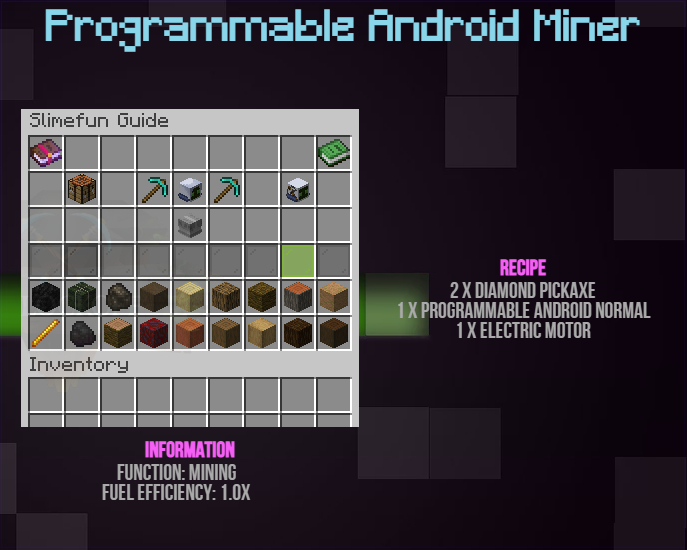 Programmable Android Miner
Slimefun Guide
RECIPE
2 X DIAMOND PICKAXE
1 X PROGRAMMABLE ANDROID NORMAL
1 X ELECTRIC MOTOR
Inventory
INFORMATION
FUNCTION: MINING
FUEL EFFICIENCY: 1.0X